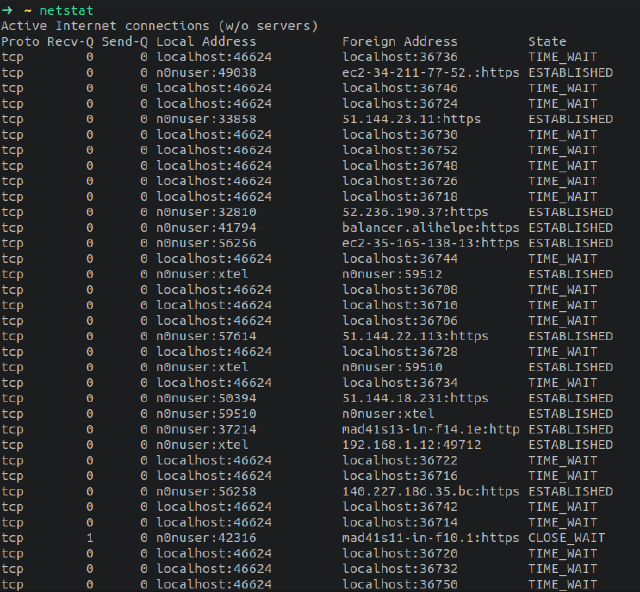 → ~ netstat
Active Internet connections (w/o servers)
Proto Recv-Q Send-Q Local Address Foreign Address State
tcp 0 0 localhost:46624 localhost:36736 TIME_WAIT
tcp 0 0 n0nuser:49038 ec2-34-211-77-52.:https ESTABLISHED
tcp 0 0 localhost:46624 localhost:36746 TIME_WAIT
tcp 0 0 localhost:46624 localhost:36724 TIME_WAIT
tcp 0 0 n0nuser:33858 51.144.23.11:https ESTABLISHED
tcp 0 0 localhost:46624 localhost:36730 TIME_WAIT
tcp 0 0 localhost:46624 localhost:36752 TIME_WAIT
tcp 0 0 localhost:46624 localhost:36748 TIME_WAIT
tcp 0 0 localhost:46624 localhost:36726 TIME_WAIT
tcp 0 0 localhost:46624 localhost:36718 TIME_WAIT
tcp 0 0 n0nuser:32810 52.236.190.37:https ESTABLISHED
tcp 0 0 n0nuser:41794 balancer.alihelpe:https ESTABLISHED
tcp 0 0 n0nuser:56256 ec2-35-165-138-13:https ESTABLISHED
tcp 0 0 localhost:46624 localhost:36744 TIME_WAIT
tcp 0 0 n0nuser:xtel n0nuser:59512 ESTABLISHED
tcp 0 0 localhost:46624 localhost:36708 TIME_WAIT
tcp 0 0 localhost:46624 localhost:36710 TIME_WAIT
tcp 0 0 localhost:46624 localhost:36706 TIME_WAIT
tcp 0 0 n0nuser:57614 51.144.22.113:https ESTABLISHED
tcp 0 0 localhost:46624 localhost:36728 TIME_WAIT
tcp 0 0 n0nuser:xtel n0nuser:59510 ESTABLISHED
tcp 0 0 localhost:46624 localhost:36734 TIME_WAIT
tcp 0 0 n0nuser:50394 51.144.18.231:https ESTABLISHED
tcp 0 0 n0nuser:59510 n0nuser:xtel ESTABLISHED
tcp 0 0 n0nuser:37214 mad41s13-in-f14.1e:http ESTABLISHED
tcp 0 0 n0nuser:xtel 192.168.1.12:49712 ESTABLISHED
tcp 0 0 localhost:46624 localhost:36722 TIME_WAIT
tcp 0 0 localhost:46624 localhost:36716 TIME_WAIT
tcp 0 0 n0nuser:56258 140.227.186.35.bc:https ESTABLISHED
tcp 0 0 localhost:46624 localhost:36742 TIME_WAIT
tcp 0 0 localhost:46624 localhost:36714 TIME_WAIT
tcp 1 0 n0nuser:42316 mad41s11-in-f10.1:https CLOSE_WAIT
tcp 0 0 localhost:46624 localhost:36720 TIME_WAIT
tcp 0 0 localhost:46624 localhost:36732 TIME_WAIT
tcp 0 0 localhost:46624 localhost:36750 TIME_WAIT